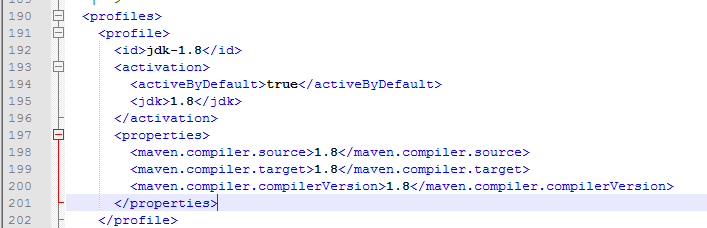 190 <profiles>
191 <profile>
192 <id>jdk-1.8</id>
193 <activation>
194 <activeByDefault>true</activeByDefault>
195 <jdk>1.8</jdk>
196 </activation>
197 <properties>
198 <maven.compiler.source>1.8</maven.compiler.source>
199 <maven.compiler.target>1.8</maven.compiler.target>
200 <maven.compiler.compilerVersion>1.8</maven.compiler.compilerVersion>
201 </properties>
202 </profile>